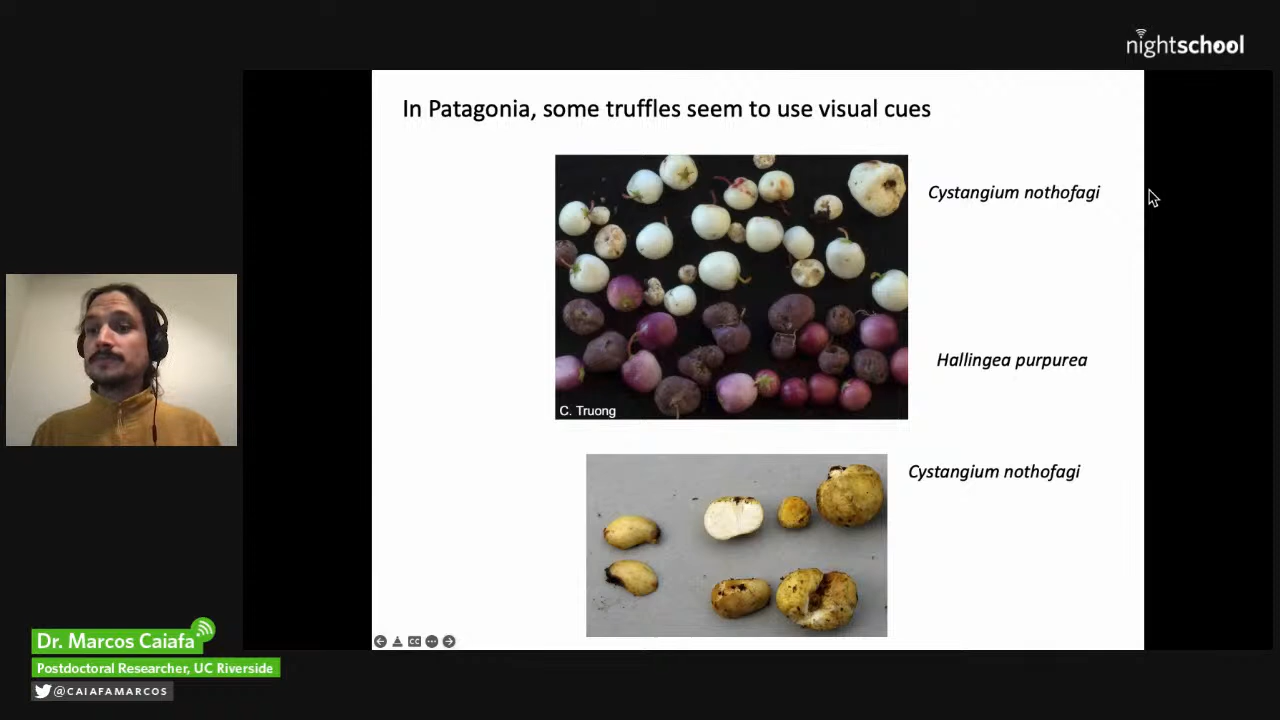 nightschool
In Patagonia, some truffles seem to use visual cues
Cystangium nothofagi
Hallingea purpurea
C. Truong
Cystangium nothofagi
CC
Dr. Marcos Caiafa
Postdoctoral Researcher, UC Riverside
@CAIAFAMARCOS